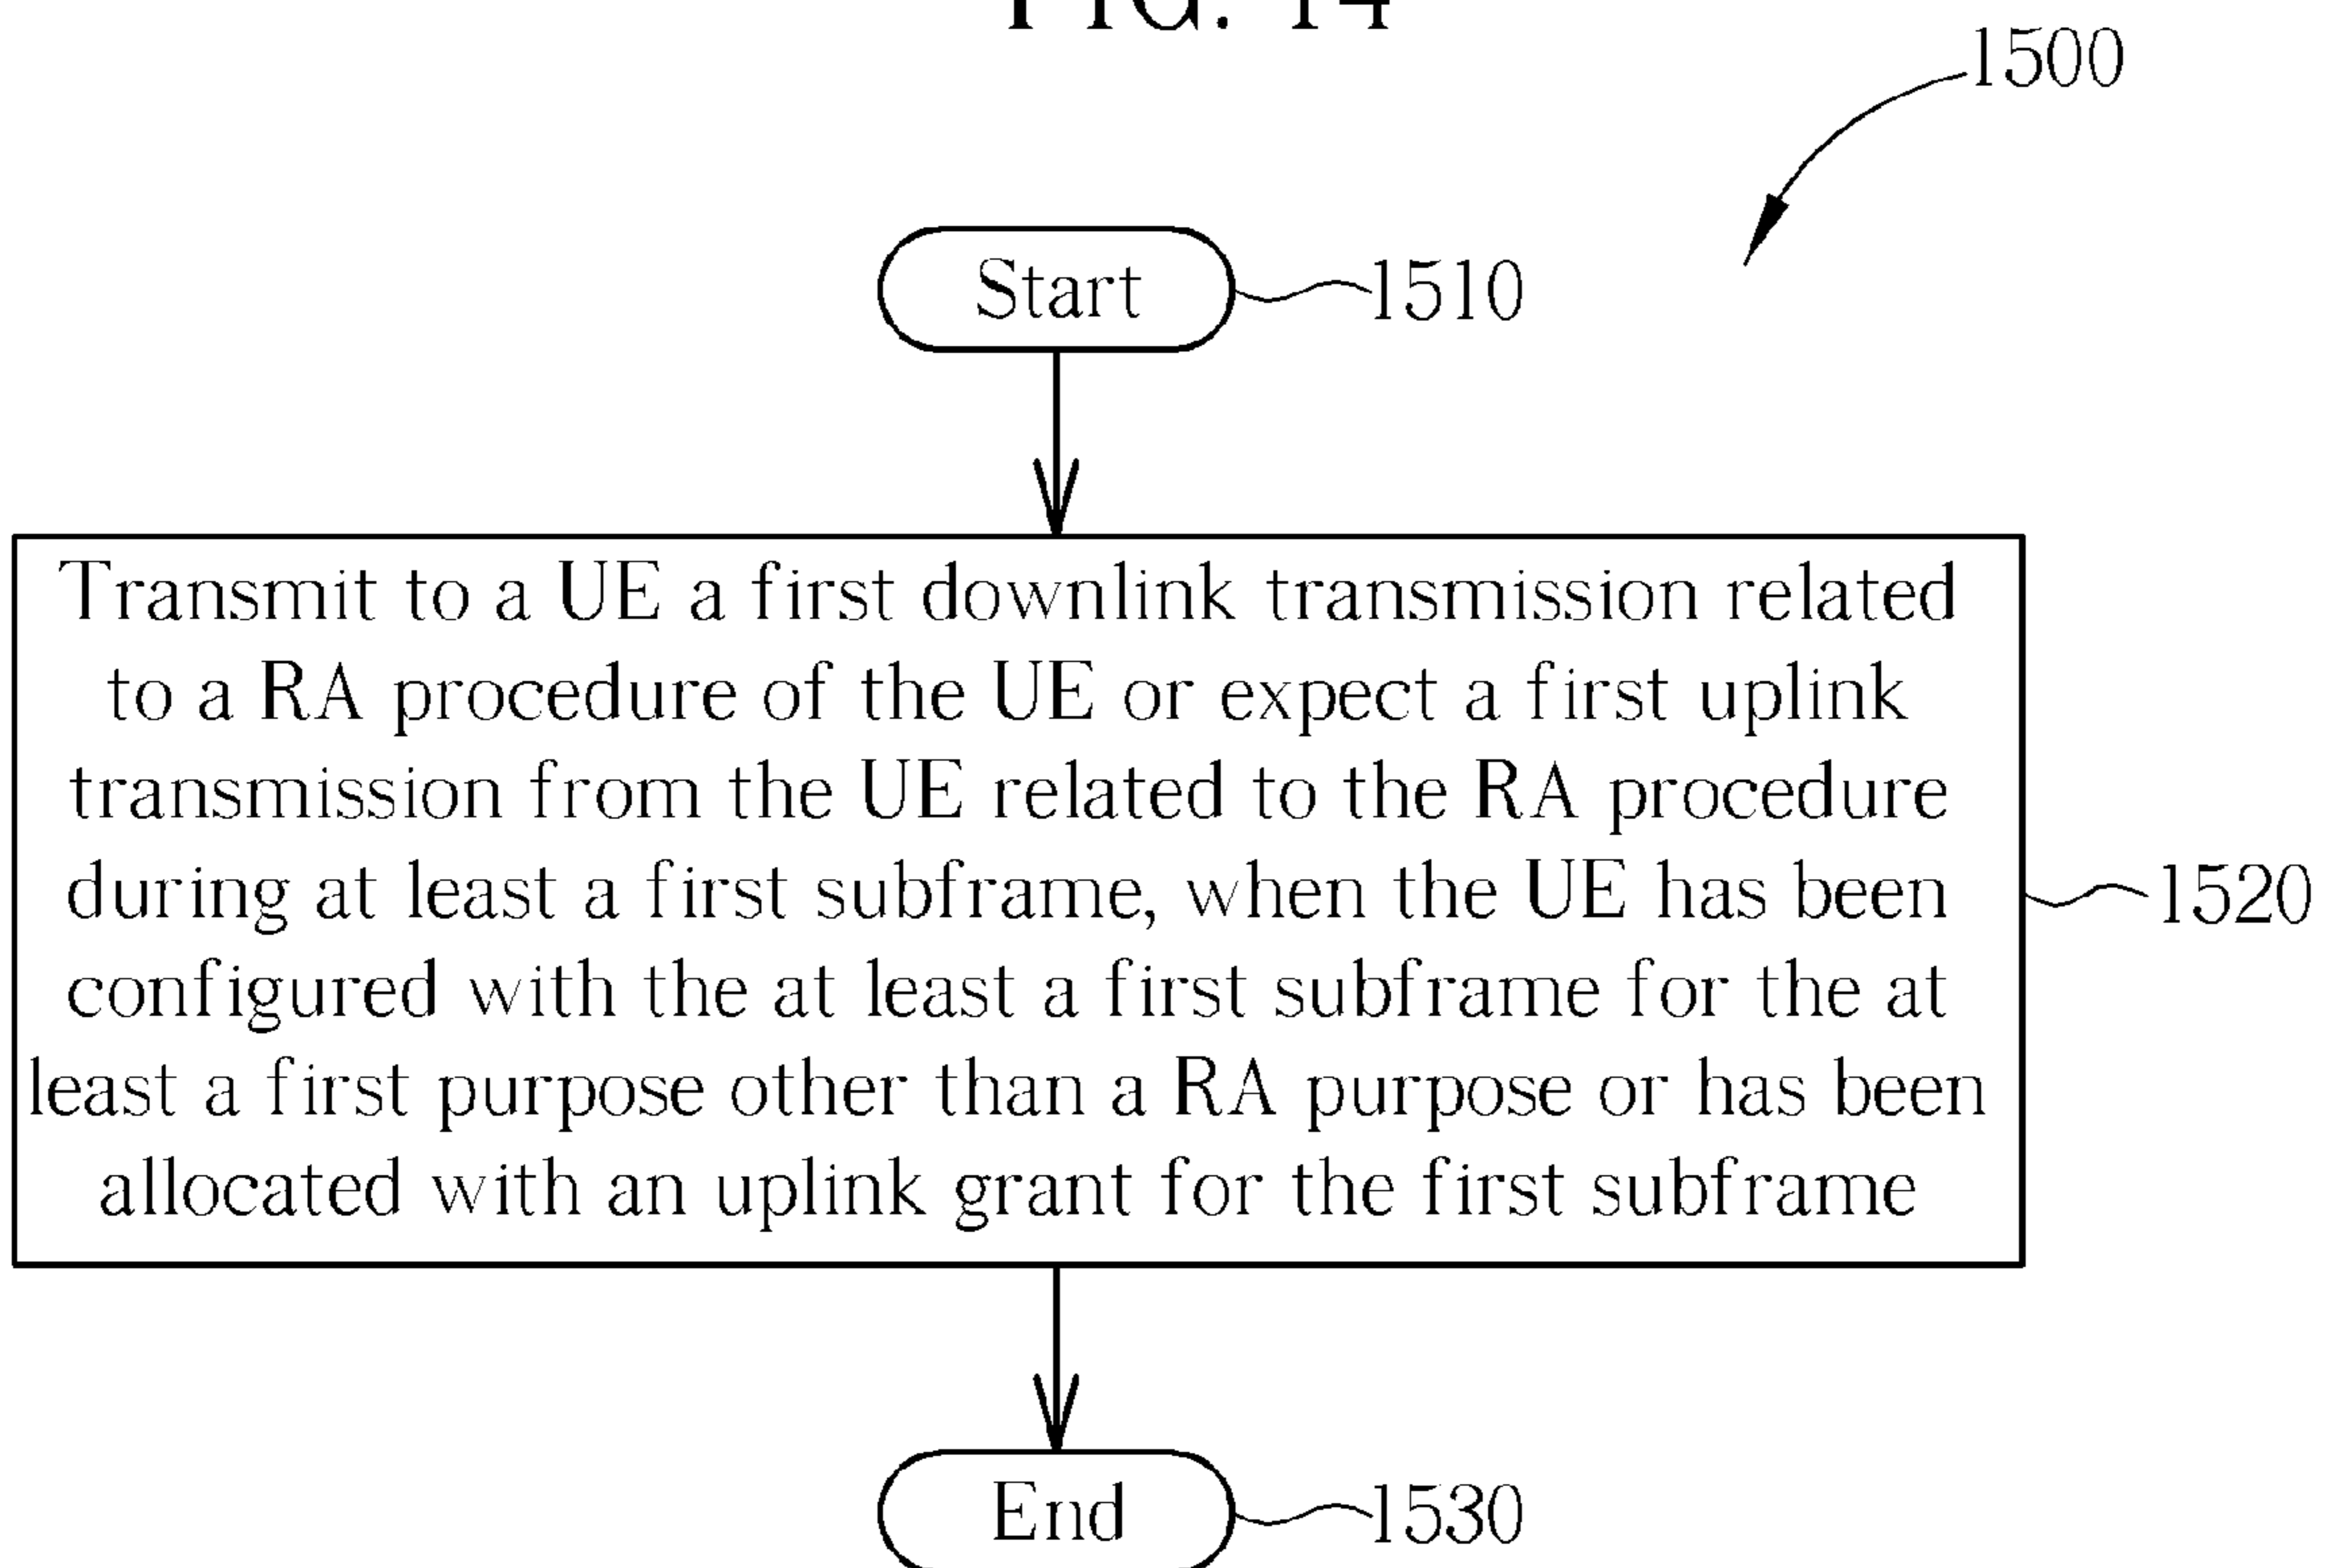 FIG. 14
1500
Start
1510
Transmit to a UE a first downlink transmission related
to a RA procedure of the UE or expect a first uplink
transmission from the UE related to the RA procedure
during at least a first subframe, when the UE has been
configured with the at least a first subframe for the at
least a first purpose other than a RA purpose or has been
allocated with an uplink grant for the first subframe
1520
End
1530